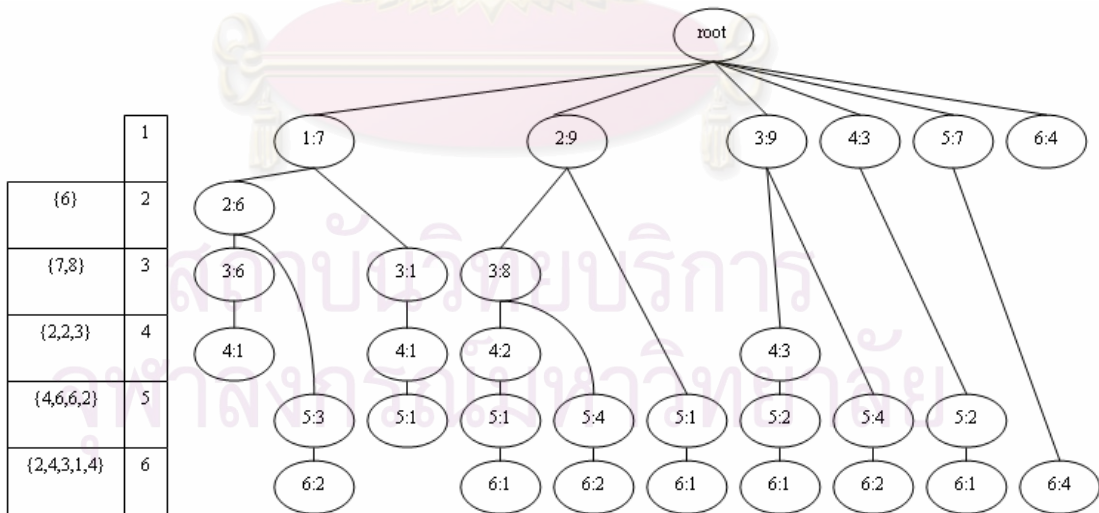 root
1
1:7 2:9 3:9 4:3 5:7 6:4
{6} 2 2:6
{7,8} 3 3:6 3:1 3:8
{2,2,3} 4 4:1 4:1 4:2 4:3
{4,6,6,2} 5 5:3 5:1 5:1 5:4 5:1 5:2 5:4 5:2
{2,4,3,1,4} 6 6:2 6:1 6:2 6:1 6:1 6:2 6:1 6:4
สถาบันวิทยบริการ
จุฬาลงกรณ์มหาวิทยาลัย